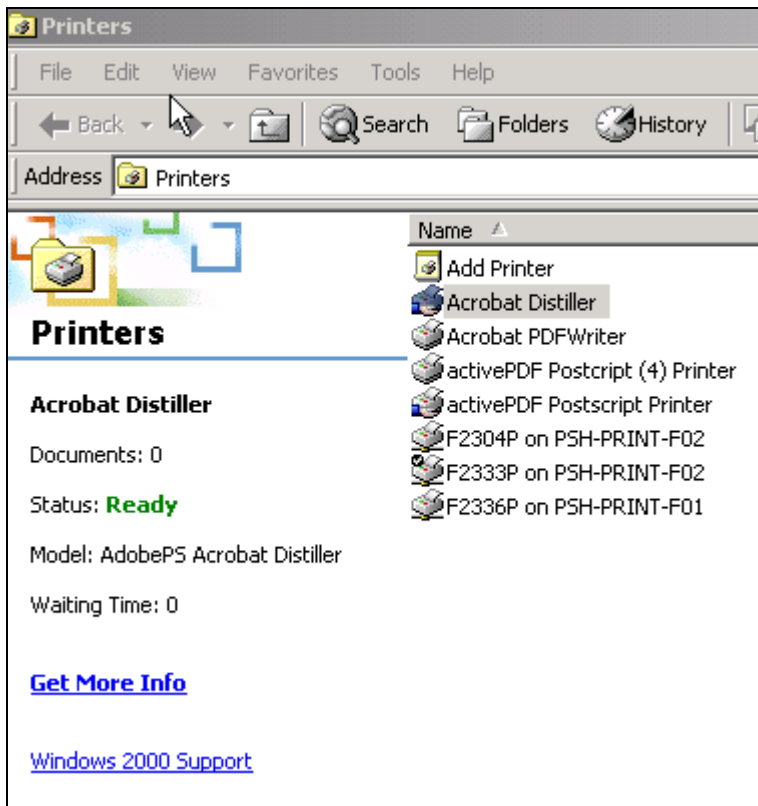 Printers
File Edit View Favorites Tools Help
Back Search Folders History
Address Printers
Printers
Acrobat Distiller
Documents: 0
Status: Ready
Model: AdobePS Acrobat Distiller
Waiting Time: 0
Get More Info
Windows 2000 Support
Name
Add Printer
Acrobat Distiller
Acrobat PDFWriter
activePDF Postcript (4) Printer
activePDF Postscript Printer
F2304P on PSH-PRINT-F02
F2333P on PSH-PRINT-F02
F2336P on PSH-PRINT-F01